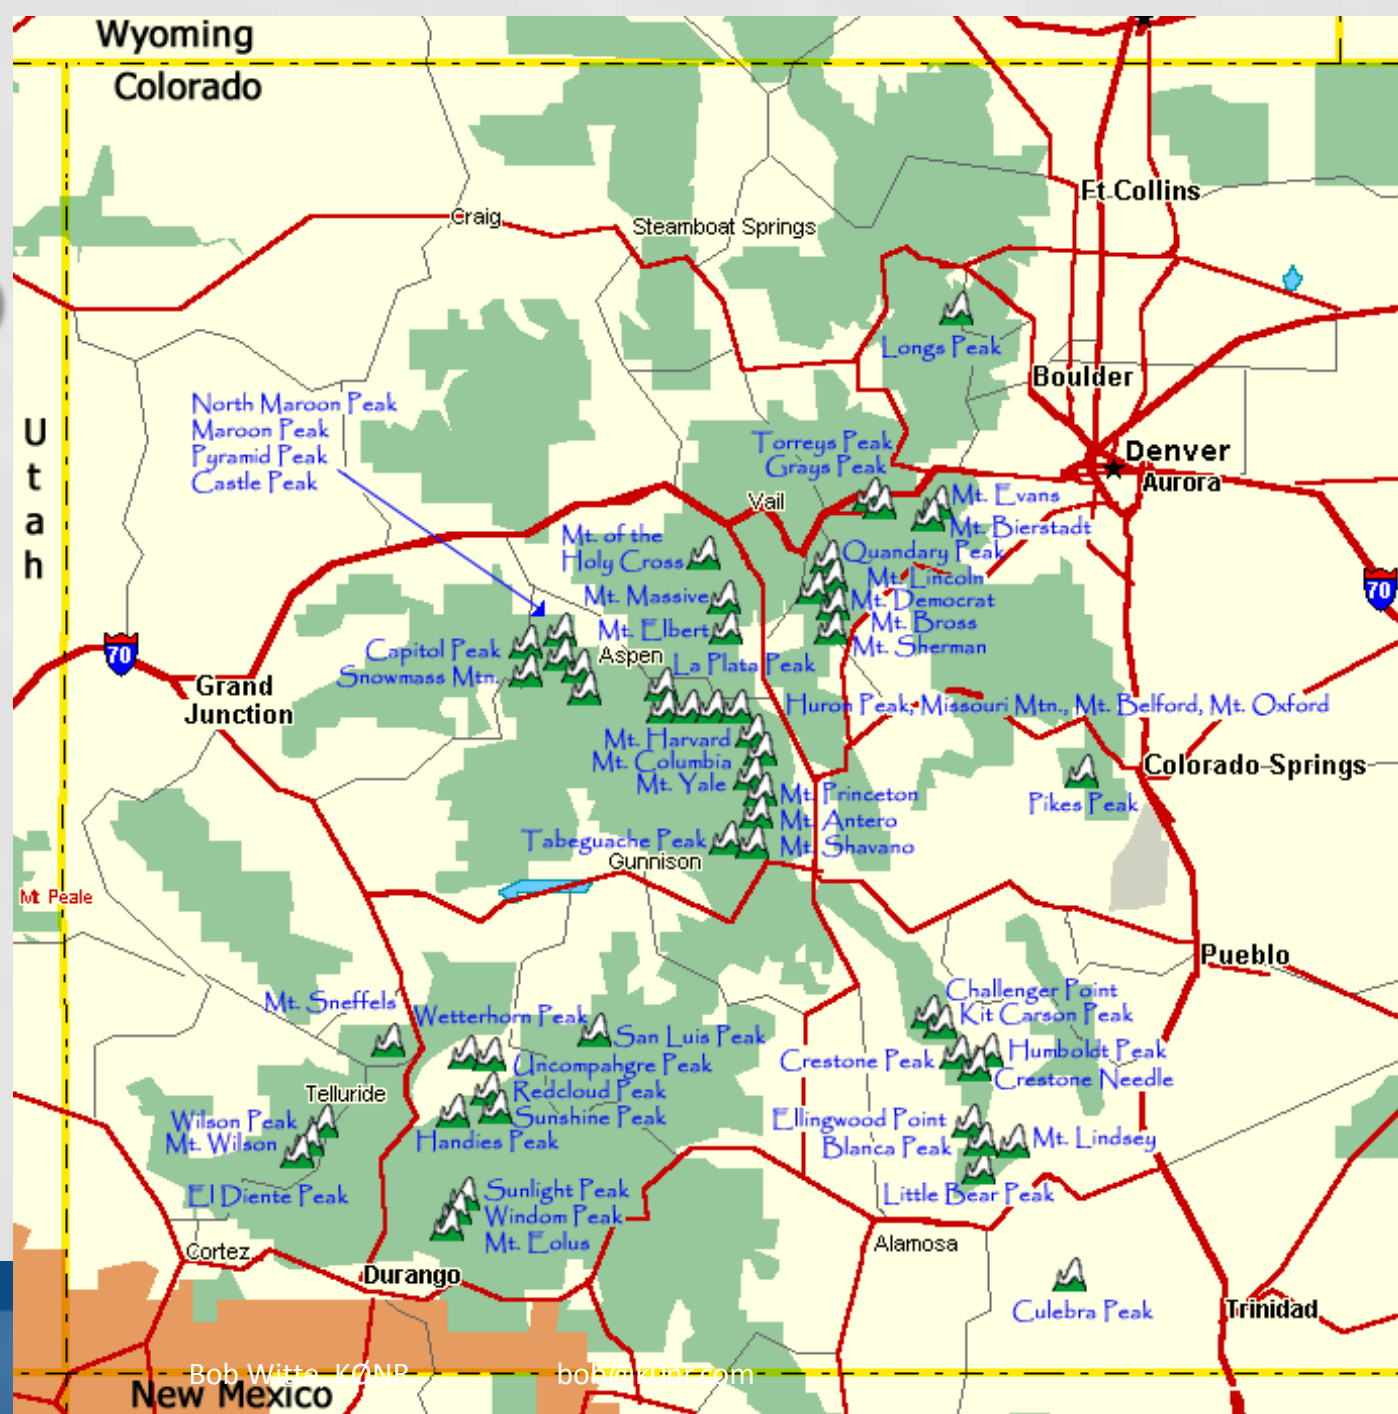 Wyoming
Colorado
Ft Collins
Craig
Steamboat Springs
Longs Peak
Boulder
North Maroon Peak
Maroon Peak
Pyramid Peak
Castle Peak
Utah
Torreys Peak
Grays Peak
Denver
Aurora
Vail
Mt. Evans
Mt. Bierstadt
Mt. of the
Holy Cross
Quandary Peak
Mt. Lincoln
Mt. Massive
Mt. Democrat
Mt. Bross
Mt. Elbert
Mt. Sherman
70
70
Capitol Peak
Aspen
La Plata Peak
Snowmass Mtn.
Grand
Junction
Huron Peak, Missouri Mtn., Mt. Belford, Mt. Oxford
Mt. Harvard
Mt. Columbia
Mt. Yale
Colorado Springs
Mt. Princeton
Pikes Peak
Mt. Antero
Tabeguache Peak
Mt. Shavano
Gunnison
Mt Peale
Pueblo
Mt. Sneffels
Challenger Point
Wetterhorn Peak
Kit Carson Peak
San Luis Peak
Crestone Peak
Humboldt Peak
Uncompahgre Peak
Crestone Needle
Telluride
Redcloud Peak
Sunshine Peak
Wilson Peak
Ellingwood Point
Handies Peak
Mt. Wilson
Blanca Peak
Mt. Lindsey
El Diente Peak
Sunlight Peak
Little Bear Peak
Windom Peak
Mt. Eolus
Cortez
Alamosa
Durango
Culebra Peak
Trinidad
Bob Witte, KØNR
bob@k0nr.com
New Mexico